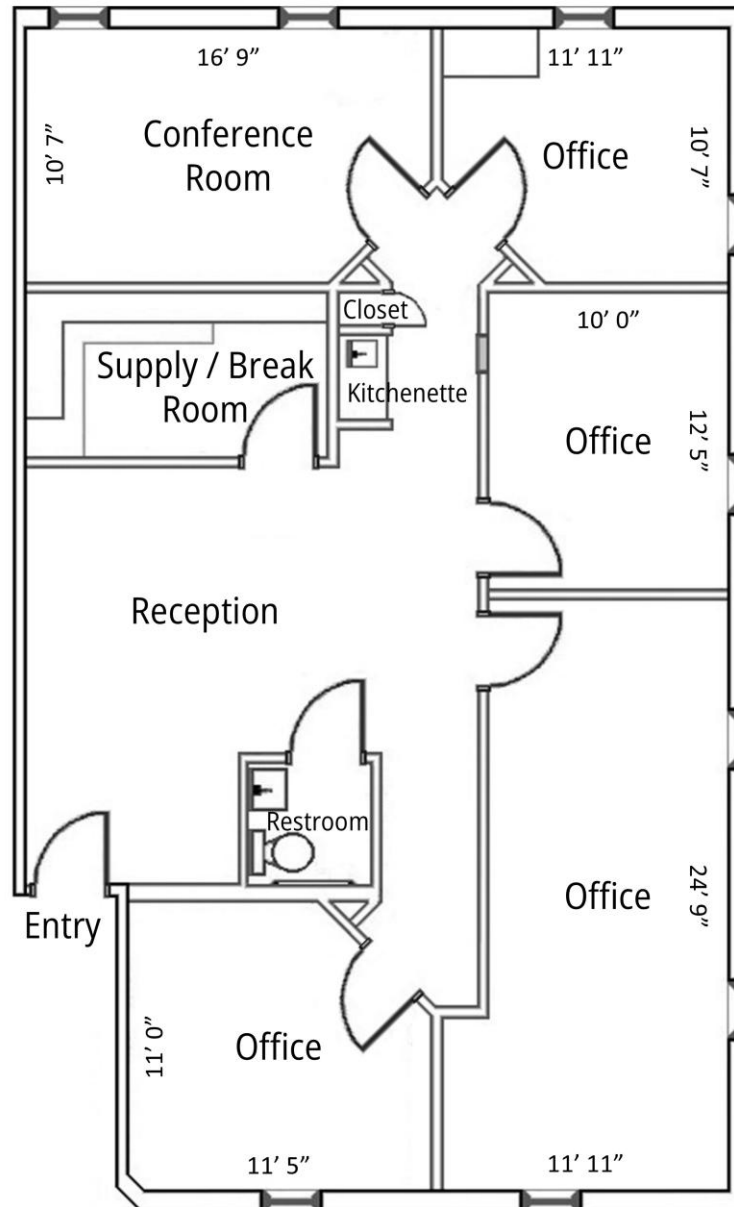 16’ 9”
11’ 11”
10’ 7”
Conference
Room
Office
10’ 7”
Closet
10’ 0”
Supply / Break
Room
Kitchenette
Office
12’ 5”
Reception
Restroom
Entry
Office
24’ 9”
11’ 0”
Office
11’ 5”
11’ 11”